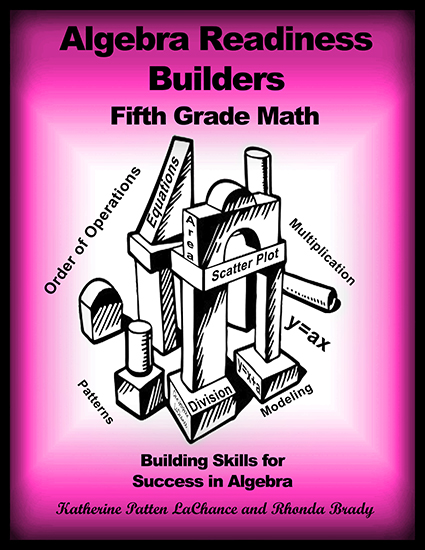 Algebra Readiness
Builders
Fifth Grade Math
Equations
Order of Operations
Area
Scatter Plot
Multiplication
y=ax
Patterns
Division
y=x+a
Modeling
Building Skills for
Success in Algebra
Katherine Patten LaChance and Rhonda Brady